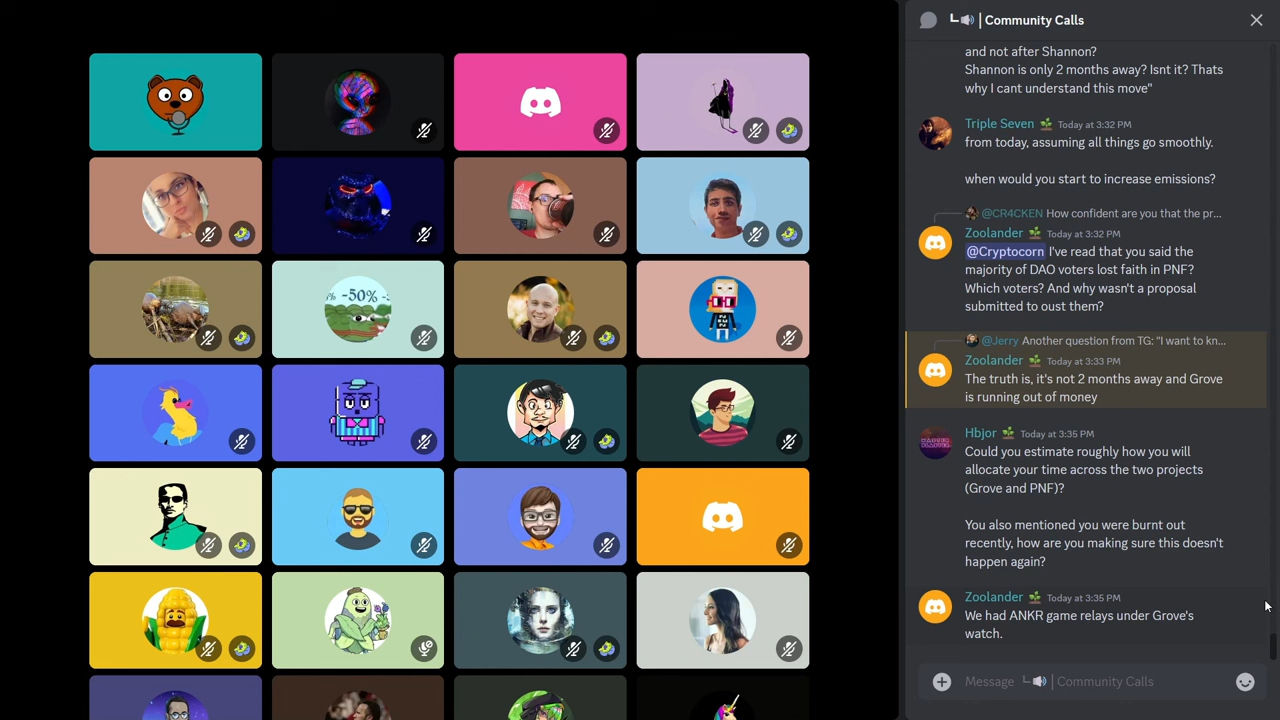 Community Calls
and not after Shannon?
Shannon is only 2 months away? Isnt it? Thats
why I cant understand this move"
Triple Seven Today at 3:32 PM
from today, assuming all things go smoothly.
when would you start to increase emissions?
@CR4CKEN How confident are you that the pr...
Zoolander Today at 3:32 PM
@Cryptocorn I've read that you said the
majority of DAO voters lost faith in PNF?
Which voters? And why wasn't a proposal
submitted to oust them?
@Jerry Another question from TG: "I want to kn...
Zoolander Today at 3:33 PM
The truth is, it's not 2 months away and Grove
is running out of money
Hbjor Today at 3:35 PM
Could you estimate roughly how you will
allocate your time across the two projects
(Grove and PNF)?
You also mentioned you were burnt out
recently, how are you making sure this doesn't
happen again?
Zoolander Today at 3:35 PM
We had ANKR game relays under Grove's
watch.
Message Community Calls
-50%